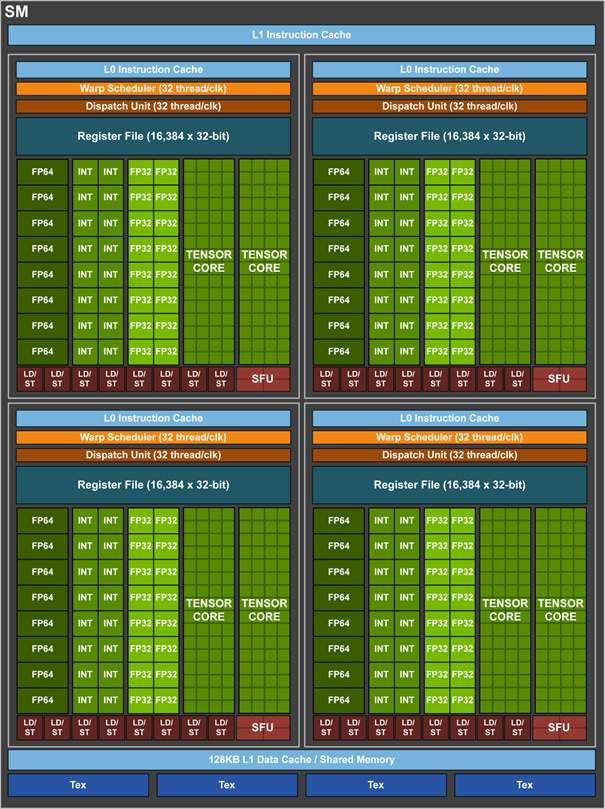 SM
L1 Instruction Cache
L0 Instruction Cache
Warp Scheduler (32 thread/clk)
Dispatch Unit (32 thread/clk)
Register File (16,384 x 32-bit)
FP64 INT INT FP32 FP32
FP64 INT INT FP32 FP32
FP64 INT INT FP32 FP32
FP64 INT INT FP32 FP32
FP64 INT INT FP32 FP32
FP64 INT INT FP32 FP32
FP64 INT INT FP32 FP32
FP64 INT INT FP32 FP32
TENSOR CORE
TENSOR CORE
LD/ST LD/ST LD/ST LD/ST LD/ST LD/ST LD/ST LD/ST SFU
L0 Instruction Cache
Warp Scheduler (32 thread/clk)
Dispatch Unit (32 thread/clk)
Register File (16,384 x 32-bit)
FP64 INT INT FP32 FP32
FP64 INT INT FP32 FP32
FP64 INT INT FP32 FP32
FP64 INT INT FP32 FP32
FP64 INT INT FP32 FP32
FP64 INT INT FP32 FP32
FP64 INT INT FP32 FP32
FP64 INT INT FP32 FP32
TENSOR CORE
TENSOR CORE
LD/ST LD/ST LD/ST LD/ST LD/ST LD/ST LD/ST LD/ST SFU
L0 Instruction Cache
Warp Scheduler (32 thread/clk)
Dispatch Unit (32 thread/clk)
Register File (16,384 x 32-bit)
FP64 INT INT FP32 FP32
FP64 INT INT FP32 FP32
FP64 INT INT FP32 FP32
FP64 INT INT FP32 FP32
FP64 INT INT FP32 FP32
FP64 INT INT FP32 FP32
FP64 INT INT FP32 FP32
FP64 INT INT FP32 FP32
TENSOR CORE
TENSOR CORE
LD/ST LD/ST LD/ST LD/ST LD/ST LD/ST LD/ST LD/ST SFU
L0 Instruction Cache
Warp Scheduler (32 thread/clk)
Dispatch Unit (32 thread/clk)
Register File (16,384 x 32-bit)
FP64 INT INT FP32 FP32
FP64 INT INT FP32 FP32
FP64 INT INT FP32 FP32
FP64 INT INT FP32 FP32
FP64 INT INT FP32 FP32
FP64 INT INT FP32 FP32
FP64 INT INT FP32 FP32
FP64 INT INT FP32 FP32
TENSOR CORE
TENSOR CORE
LD/ST LD/ST LD/ST LD/ST LD/ST LD/ST LD/ST LD/ST SFU
128KB L1 Data Cache / Shared Memory
Tex Tex Tex Tex